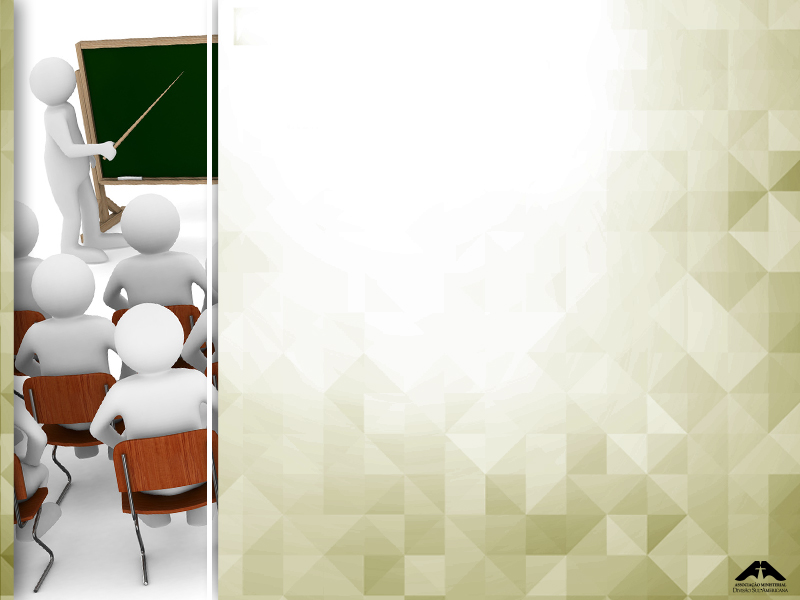 ASSOCIAÇÃO MINISTERIAL
DIVISÃO SUL-AMERICANA